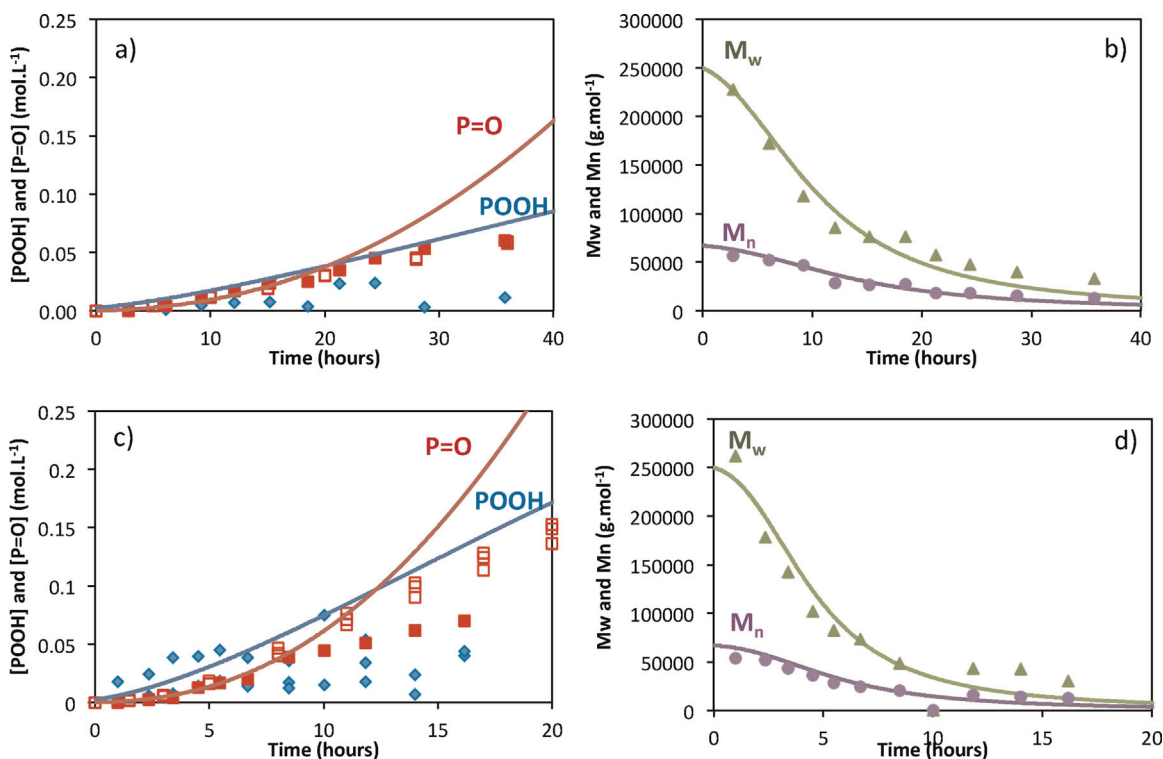 a)
[POOH] and [P=O] (mol.L-1)
0.25
0.20
0.15
0.10
0.05
0.00
P=O
POOH
0 10 20 30 40
Time (hours)
b)
Mw and Mn (g.mol-1)
300000
250000
200000
150000
100000
50000
0
Mw
Mn
0 10 20 30 40
Time (hours)
c)
[POOH] and [P=O] (mol.L-1)
0.25
0.2
0.15
0.1
0.05
0
P=O
POOH
0 5 10 15 20
Time (hours)
d)
Mw and Mn (g.mol-1)
300000
250000
200000
150000
100000
50000
0
Mw
Mn
0 5 10 15 20
Time (hours)